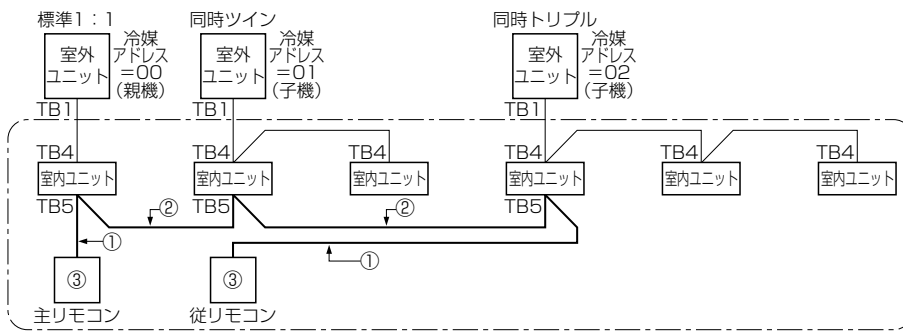 標準1：1
同時ツイン
同時トリプル
室外
ユニット
冷媒
アドレス
=00
(親機)
室外
ユニット
冷媒
アドレス
=01
(子機)
室外
ユニット
冷媒
アドレス
=02
(子機)
TB1
TB1
TB1
TB4
TB4
TB4
TB4
TB4
TB4
室内ユニット
室内ユニット
室内ユニット
室内ユニット
室内ユニット
室内ユニット
TB5
TB5
TB5
②
②
①
①
③
③
主リモコン
従リモコン